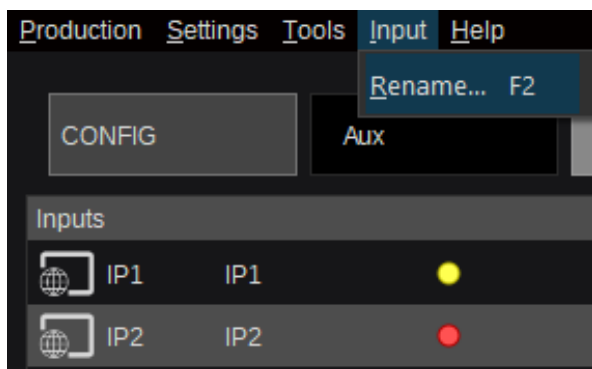 Production Settings Tools Input Help
Rename... F2
CONFIG Aux
Inputs
IP1 IP1
IP2 IP2